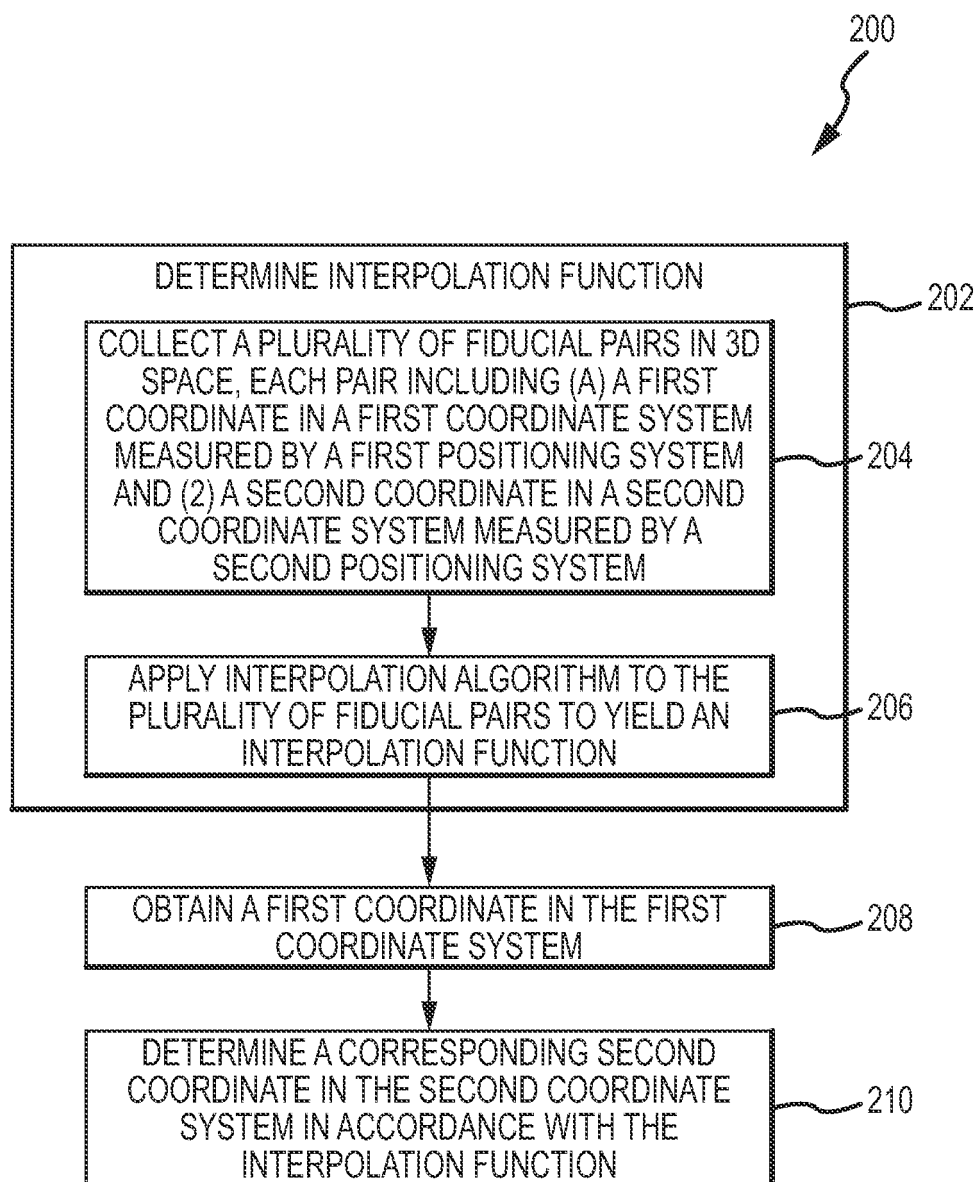 200
DETERMINE INTERPOLATION FUNCTION
202
COLLECT A PLURALITY OF FIDUCIAL PAIRS IN 3D
SPACE, EACH PAIR INCLUDING (A) A FIRST
COORDINATE IN A FIRST COORDINATE SYSTEM
MEASURED BY A FIRST POSITIONING SYSTEM
AND (2) A SECOND COORDINATE IN A SECOND
COORDINATE SYSTEM MEASURED BY A
SECOND POSITIONING SYSTEM
204
APPLY INTERPOLATION ALGORITHM TO THE
PLURALITY OF FIDUCIAL PAIRS TO YIELD AN
INTERPOLATION FUNCTION
206
OBTAIN A FIRST COORDINATE IN THE FIRST
COORDINATE SYSTEM
208
DETERMINE A CORRESPONDING SECOND
COORDINATE IN THE SECOND COORDINATE
SYSTEM IN ACCORDANCE WITH THE
INTERPOLATION FUNCTION
210